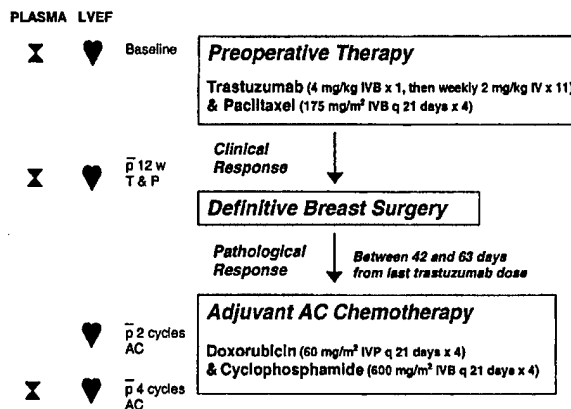 PLASMA LVEF
Baseline
Preoperative Therapy
Trastuzumab (4 mg/kg IVB x 1, then weekly 2 mg/kg IV x 11)
& Paclitaxel (175 mg/m² IVB q 21 days x 4)
Clinical
Response
p̄ 12 w
T & P
Definitive Breast Surgery
Pathological
Response
Between 42 and 63 days
from last trastuzumab dose
Adjuvant AC Chemotherapy
p̄ 2 cycles
AC
Doxorubicin (60 mg/m² IVP q 21 days x 4)
& Cyclophosphamide (600 mg/m² IVB q 21 days x 4)
p̄ 4 cycles
AC